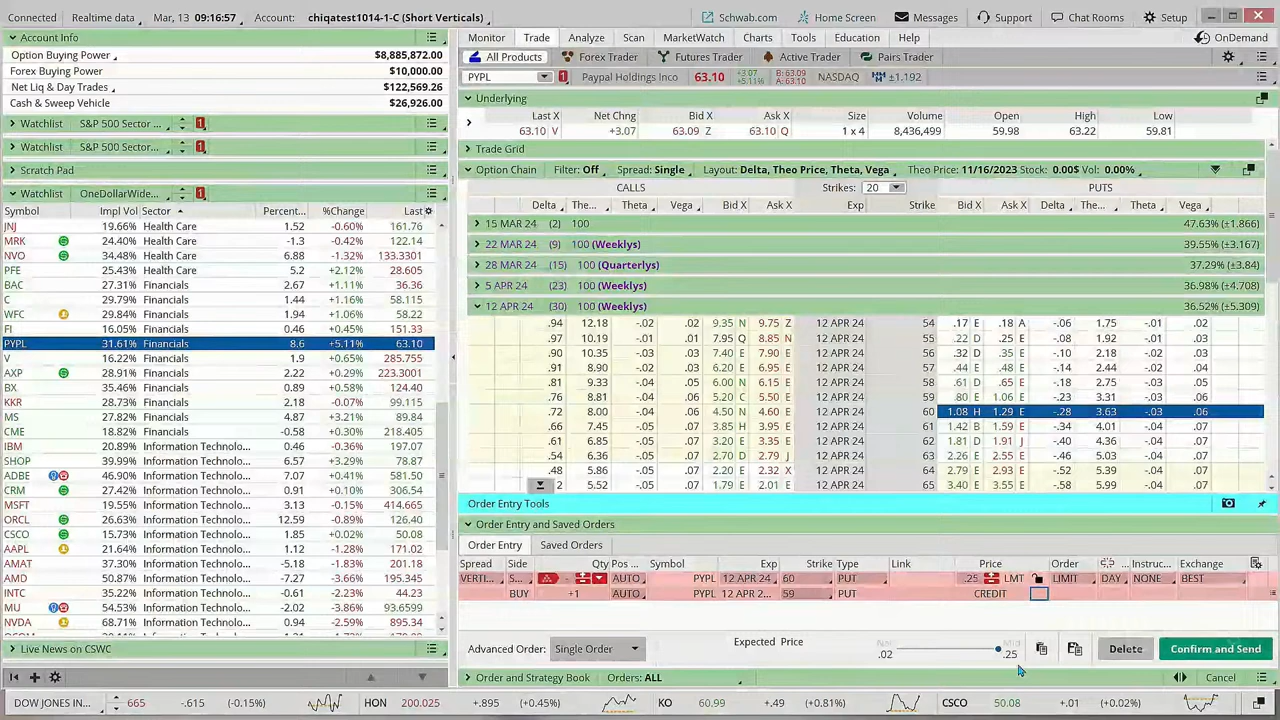 Connected Realtime data Mar, 13 09:16:57 Account: chiqatest1014-1-C (Short Verticals) Schwab.com Home Screen Messages Support Chat Rooms Setup
Account Info
Option Buying Power $8,885,872.00
Forex Buying Power $10,000.00
Net Liq & Day Trades $122,569.26
Cash & Sweep Vehicle $26,926.00
Watchlist S&P 500 Sector ... 1
Watchlist S&P 500 Sector... 1
Scratch Pad
Watchlist OneDollarWide... 1
Symbol Impl Vol Sector Percent... %Change Last
JNJ 19.66% Health Care 1.52 -0.60% 161.76
MRK 24.40% Health Care -1.3 -0.42% 122.14
NVO 34.48% Health Care 6.88 -1.32% 133.3301
PFE 25.43% Health Care 5.2 +2.12% 28.605
BAC 27.31% Financials 2.67 +1.11% 36.36
C 29.79% Financials 1.44 +1.16% 58.115
WFC 29.84% Financials 1.94 +1.06% 58.22
FI 16.05% Financials 0.46 +0.45% 151.33
PYPL 31.61% Financials 8.6 +5.11% 63.10
V 16.22% Financials 1.9 +0.65% 285.755
AXP 28.91% Financials 2.22 +0.29% 223.3001
BX 35.46% Financials 0.89 +0.58% 124.40
KKR 28.73% Financials 2.18 -0.07% 99.115
MS 27.82% Financials 4.87 +3.21% 89.84
CME 18.82% Financials -0.58 +0.30% 218.405
IBM 20.89% Information Technolo... 0.46 -0.36% 197.07
SHOP 39.99% Information Technolo... 6.57 +3.29% 78.87
ADBE 46.90% Information Technolo... 7.07 +0.41% 581.50
CRM 27.42% Information Technolo... 0.91 +0.10% 306.54
MSFT 19.55% Information Technolo... 3.13 -0.15% 414.665
ORCL 26.63% Information Technolo... 12.59 -0.89% 126.40
CSCO 15.73% Information Technolo... 1.85 +0.02% 50.08
AAPL 21.64% Information Technolo... 1.12 -1.28% 171.02
AMAT 37.30% Information Technolo... 1.46 -1.83% 201.18
AMD 50.87% Information Technolo... -7.27 -3.66% 195.345
INTC 35.22% Information Technolo... -0.61 -2.23% 43.67
MU 54.53% Information Technolo... -2.02 -3.86% 93.6599
NVDA 68.71% Information Technolo... 0.94 -2.59% 895.34
Live News on CSWC
Monitor Trade Analyze Scan MarketWatch Charts Tools Education Help OnDemand
All Products Forex Trader Futures Trader Active Trader Pairs Trader
PYPL 1 Paypal Holdings Inco 63.10 +3.07 +5.11% B: 63.09 A: 63.10 NASDAQ ±1.192
Underlying
Last X Net Chng Bid X Ask X Size Volume Open High Low
63.10 V +3.07 63.09 Z 63.10 Q 1 x 4 8,436,499 59.98 63.22 59.81
Trade Grid
Option Chain Filter: Off Spread: Single Layout: Delta, Theo Price, Theta, Vega Theo Price: 11/16/2023 Stock: 0.00$ Vol: 0.00%
CALLS Strikes: 20 PUTS
Delta The... Theta Vega Bid X Ask X Exp Strike Bid X Ask X Delta The... Theta Vega
15 MAR 24 (2) 100 47.63% (±1.866)
22 MAR 24 (9) 100 (Weeklys) 39.55% (±3.167)
28 MAR 24 (15) 100 (Quarterlys) 37.29% (±3.84)
5 APR 24 (23) 100 (Weeklys) 36.98% (±4.708)
12 APR 24 (30) 100 (Weeklys) 36.52% (±5.309)
.94 12.18 -.02 .02 9.35 N 9.75 Z 12 APR 24 54 .17 E .18 A -.06 1.75 -.01 .02
.97 10.19 -.01 .01 7.95 Q 8.85 N 12 APR 24 55 .22 D .25 E -.08 1.92 -.01 .02
.90 10.35 -.03 .03 7.40 E 7.90 E 12 APR 24 56 .32 D .35 E -.10 2.18 -.02 .03
.91 8.90 -.02 .03 6.20 E 6.95 E 12 APR 24 57 .44 E .48 E -.14 2.44 -.02 .04
.81 9.33 -.04 .05 6.00 N 6.15 E 12 APR 24 58 .61 D .65 E -.18 2.75 -.03 .05
.76 8.81 -.04 .06 5.20 C 5.50 E 12 APR 24 59 .80 E 1.06 E -.23 3.31 -.03 .05
.72 8.00 -.04 .06 4.50 N 4.60 E 12 APR 24 60 1.08 H 1.29 E -.28 3.63 -.03 .06
.66 7.45 -.05 .07 3.85 H 3.95 E 12 APR 24 61 1.42 B 1.59 E -.34 4.01 -.04 .07
.61 6.85 -.05 .07 3.20 E 3.35 E 12 APR 24 62 1.81 D 1.91 J -.40 4.36 -.04 .07
.54 6.36 -.05 .07 2.70 D 2.79 J 12 APR 24 63 2.26 E 2.55 E -.46 5.03 -.04 .07
.48 5.86 -.05 .07 2.20 E 2.32 X 12 APR 24 64 2.79 E 2.93 E -.52 5.39 -.04 .07
2 5.52 -.05 .07 1.79 E 2.01 E 12 APR 24 65 3.40 E 3.55 E -.58 5.99 -.04 .07
Order Entry Tools
Order Entry and Saved Orders
Order Entry Saved Orders
Spread Side Qty Pos ... Symbol Exp Strike Type Link Price Order TIF Instruc... Exchange
VERTI... S... AUTO PYPL 12 APR 24 60 PUT .25 LMT LIMIT DAY NONE BEST
BUY +1 AUTO PYPL 12 APR 2... 59 PUT CREDIT
Advanced Order: Single Order Expected Price Nat .02 Mid .25 Delete Confirm and Send
Order and Strategy Book Orders: ALL Cancel
DOW JONES IN... 665 -.615 (-0.15%) HON 200.025 +.895 (+0.45%) KO 60.99 +.49 (+0.81%) CSCO 50.08 +.01 (+0.02%)